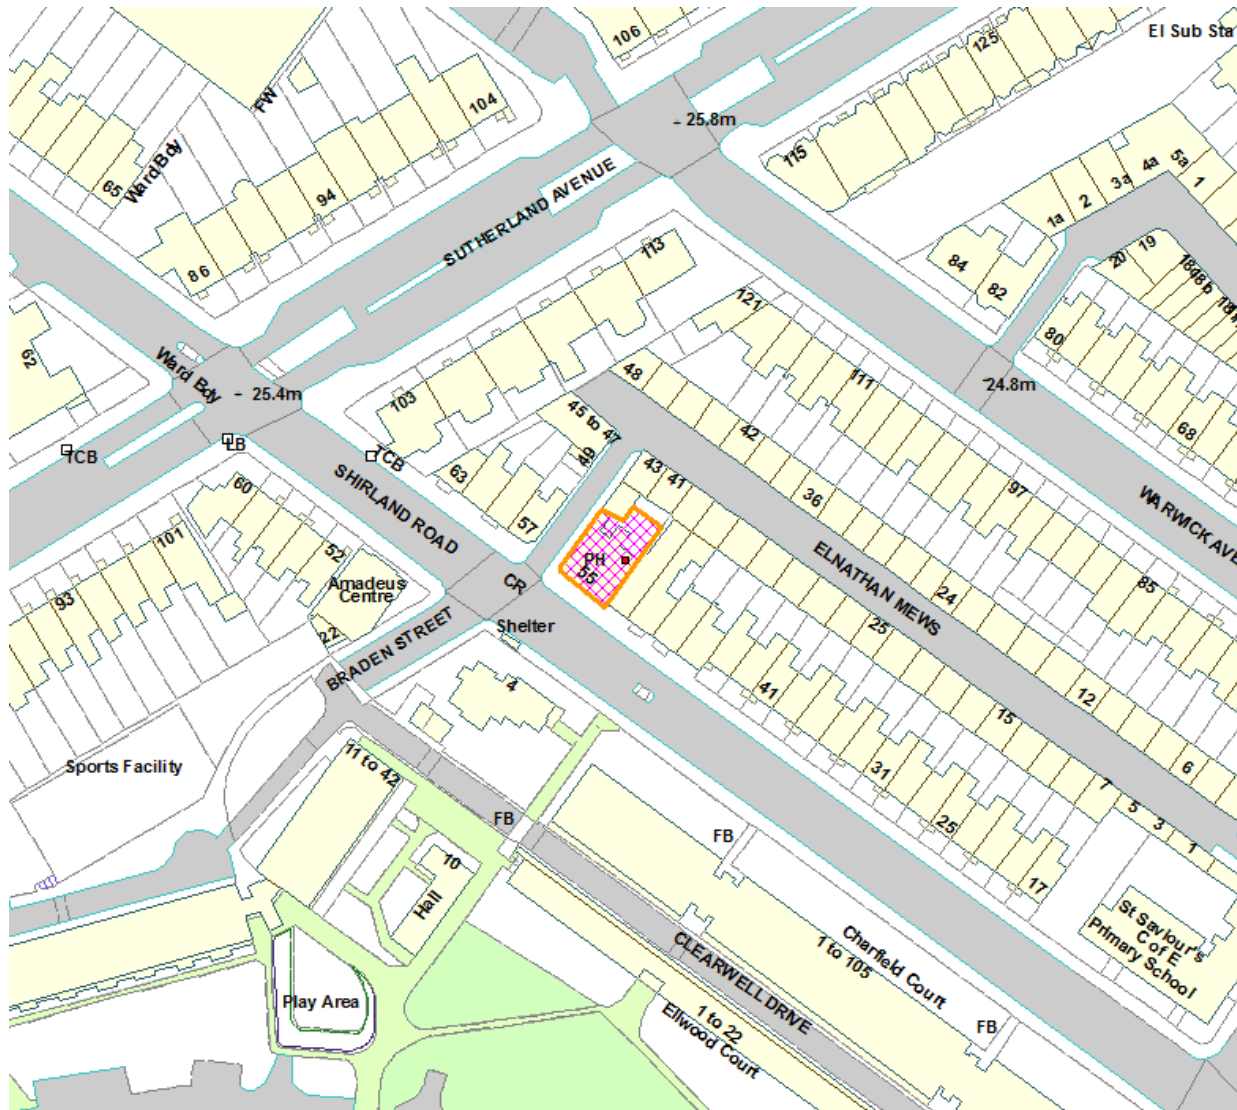 106
125
El Sub Sta
FW
104
25.8m
115
Ward Bdy
65
94
SUTHERLAND AVENUE
86
113
1a
2
3a
4a
5a
1
84
82
20
19
80
121
62
Ward Bdy
25.4m
103
48
111
24.8m
45 to 47
42
68
TCB
LB
TCB
49
43
41
63
60
SHIRLAND ROAD
57
36
97
WARWICK AVE
101
52
PH
55
Amadeus
Centre
CR
ELNATHAN MEWS
24
85
93
22
BRADEN STREET
Shelter
25
4
41
12
15
Sports Facility
11 to 42
31
7
5
3
1
6
FB
FB
25
10
Hall
17
St Saviour's
C of E
Primary School
Charfield Court
1 to 105
CLEARWELL DRIVE
Play Area
1 to 22
Ellwood Court
FB